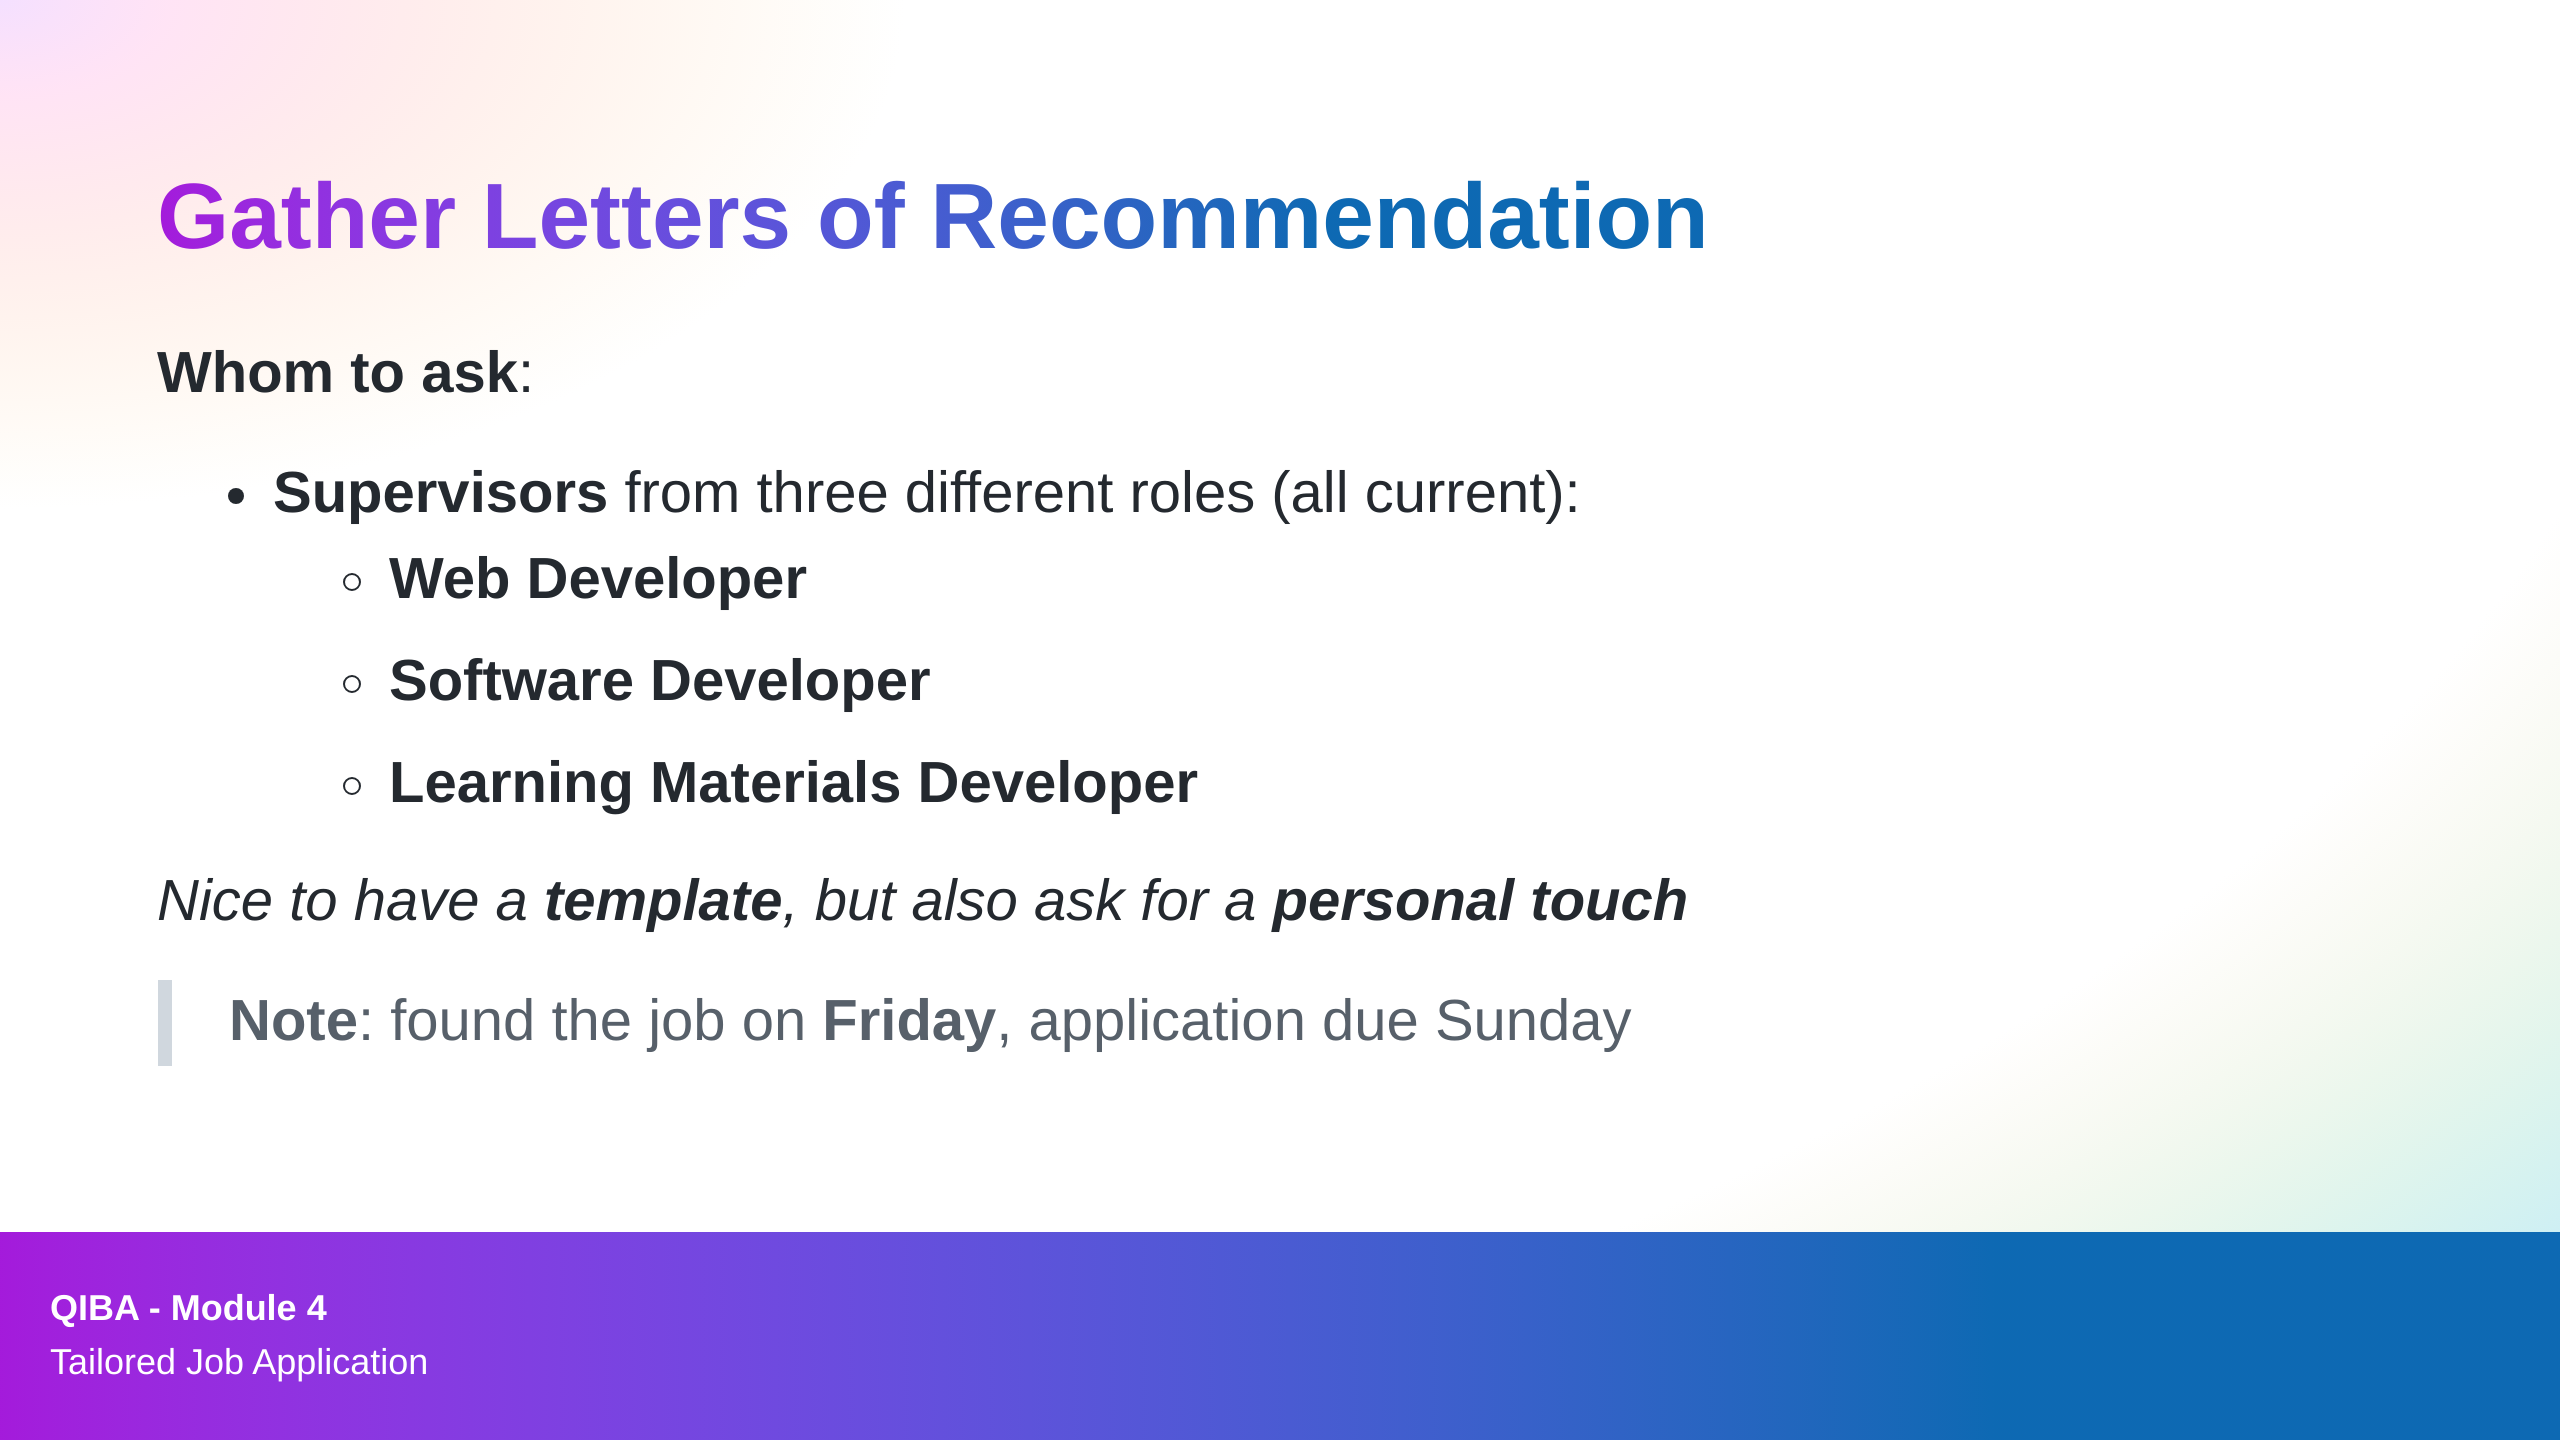 Gather Letters of Recommendation
Whom to ask:
Supervisors from three different roles (all current):
Web Developer
Software Developer
Learning Materials Developer
Nice to have a template, but also ask for a personal touch
Note: found the job on Friday, application due Sunday
QIBA - Module 4
Tailored Job Application